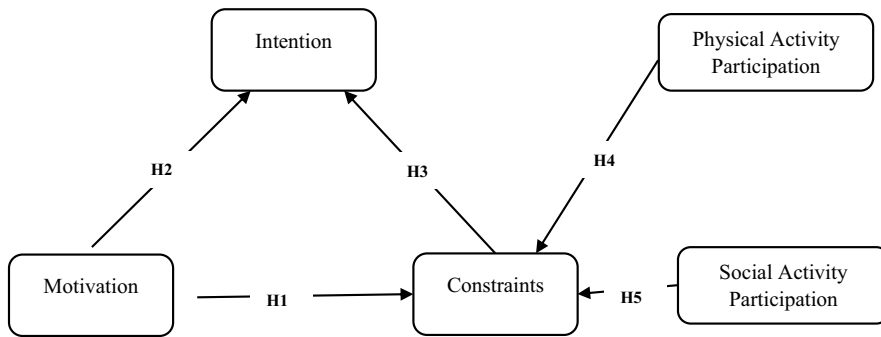 Intention
Physical Activity
Participation
H2
H3
H4
Motivation
H1
Constraints
H5
Social Activity
Participation